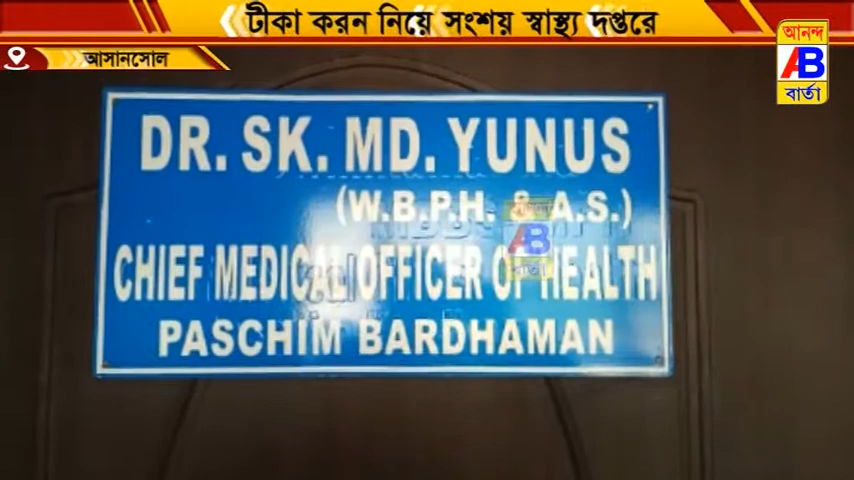 টীকা করন নিয়ে সংশয় স্বাস্থ্য দপ্তরে
আসানসোল
আনন্দ
AB
বার্তা
DR. SK. MD. YUNUS
(W.B.P.H. & A.S.)
CHIEF MEDICAL OFFICER OF HEALTH
PASCHIM BARDHAMAN